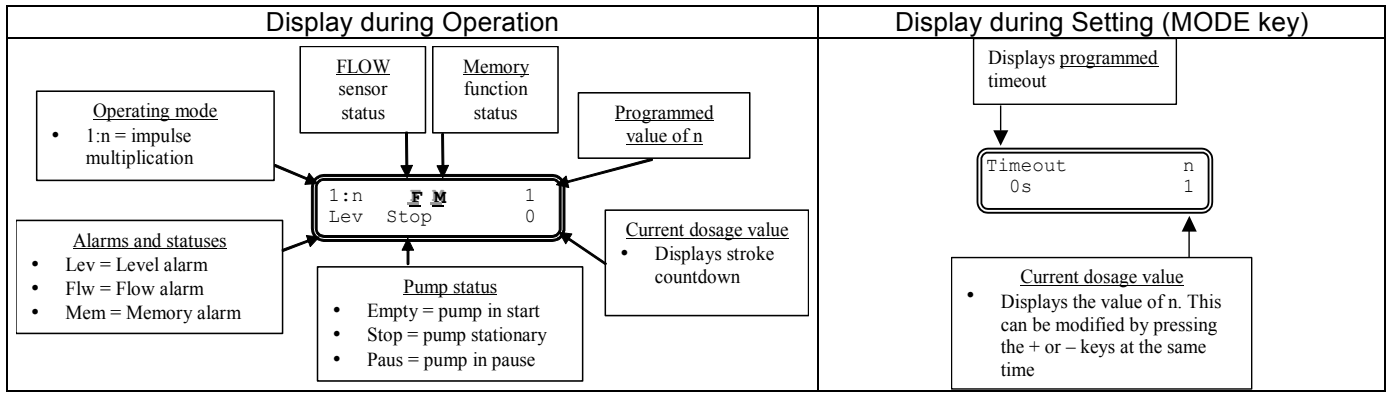 Display during Operation
Display during Setting (MODE key)
FLOW
sensor
status
Memory
function
status
Operating mode
• 1:n = impulse
multiplication
Programmed
value of n
1:n F M 1
Lev Stop 0
Alarms and statuses
• Lev = Level alarm
• Flw = Flow alarm
• Mem = Memory alarm
Pump status
• Empty = pump in start
• Stop = pump stationary
• Paus = pump in pause
Current dosage value
• Displays stroke
countdown
Displays programmed
timeout
Timeout n
0s 1
Current dosage value
• Displays the value of n. This
can be modified by pressing
the + or – keys at the same
time